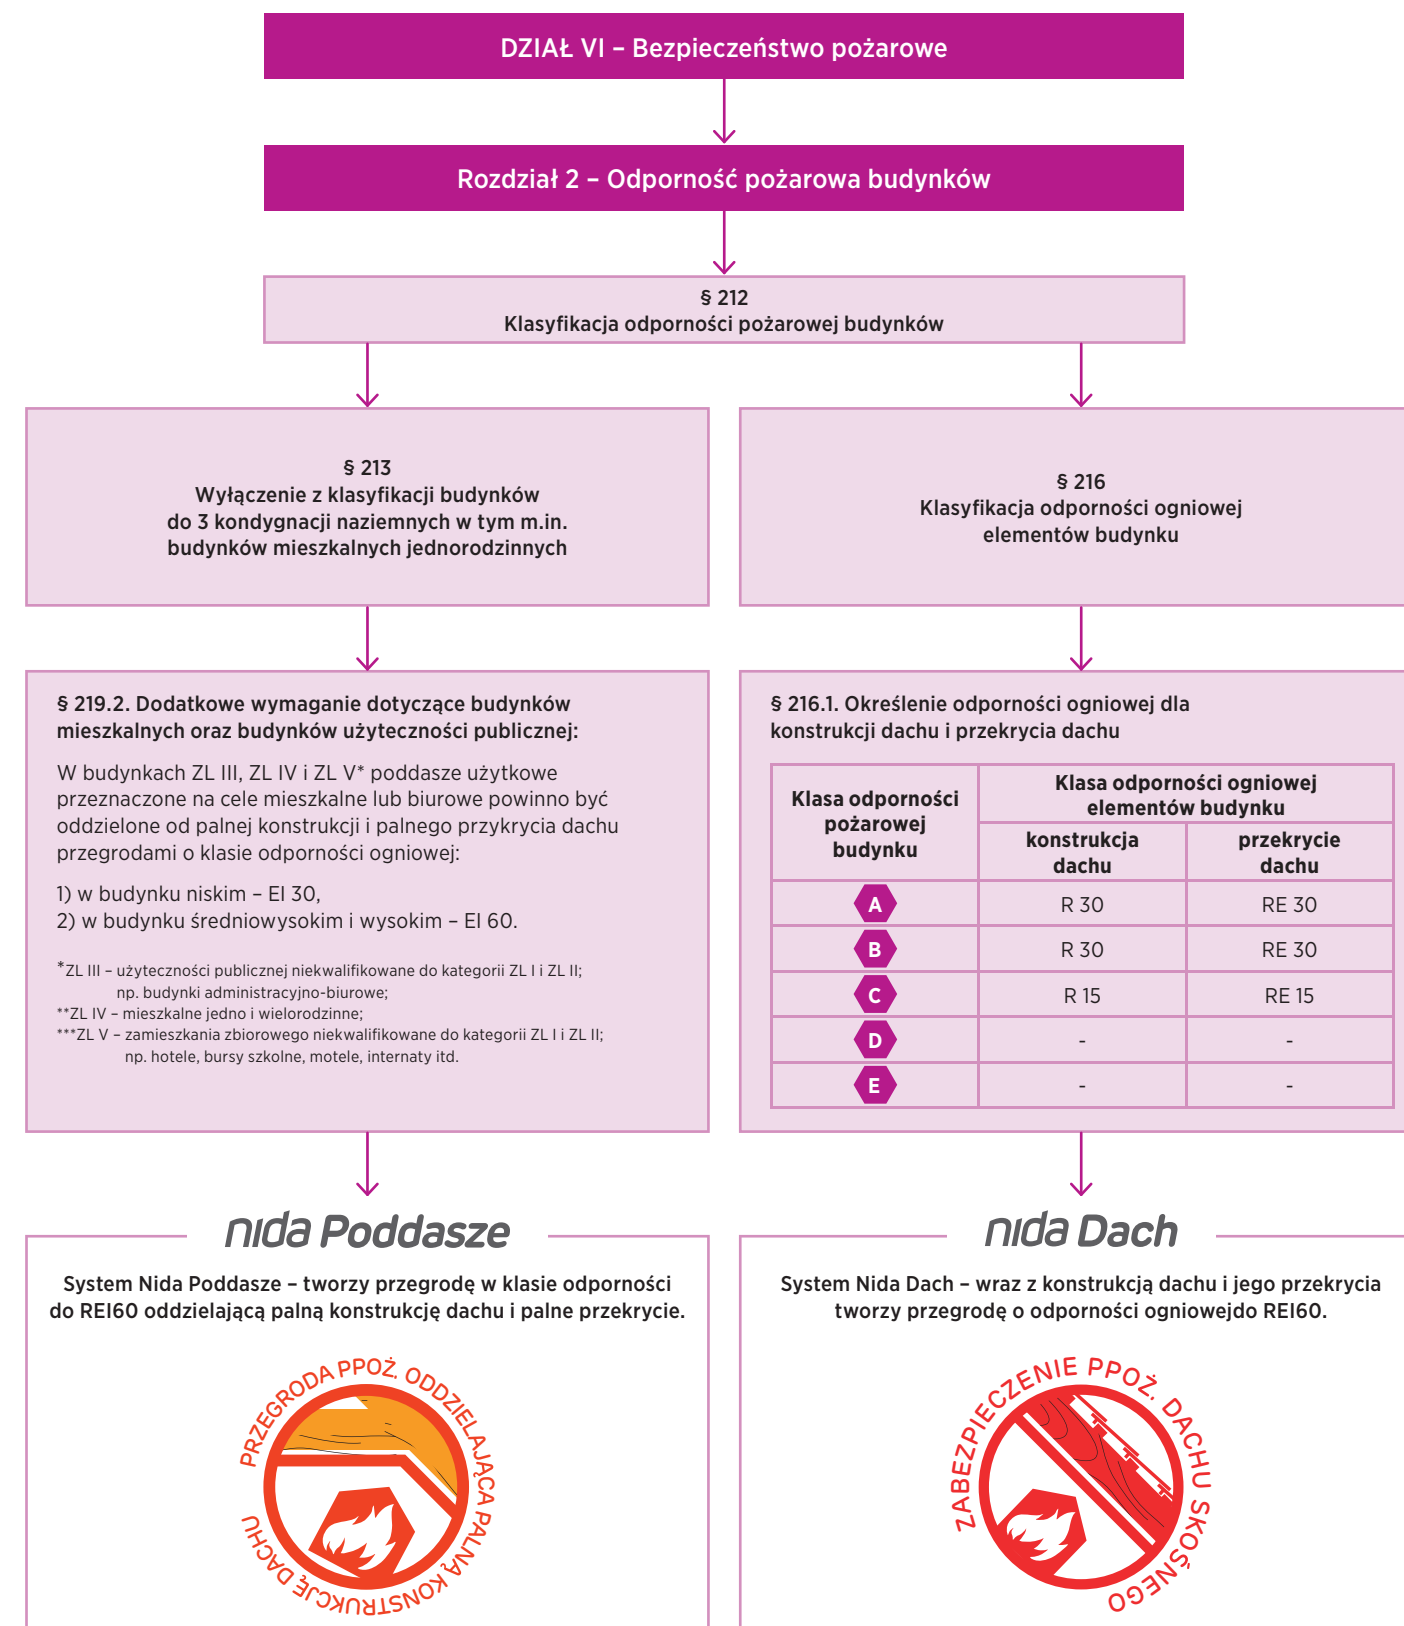 DZIAŁ VI – Bezpieczeństwo pożarowe
Rozdział 2 – Odporność pożarowa budynków
§ 212
Klasyfikacja odporności pożarowej budynków
§ 213
Wyłączenie z klasyfikacji budynków
do 3 kondygnacji naziemnych w tym m.in.
budynków mieszkalnych jednorodzinnych
§ 216
Klasyfikacja odporności ogniowej
elementów budynku
§ 219.2. Dodatkowe wymaganie dotyczące budynków
mieszkalnych oraz budynków użyteczności publicznej:
W budynkach ZL III, ZL IV i ZL V* poddasze użytkowe
przeznaczone na cele mieszkalne lub biurowe powinno być
oddzielone od palnej konstrukcji i palnego przykrycia dachu
przegrodami o klasie odporności ogniowej:
1) w budynku niskim – EI 30,
2) w budynku średniowysokim i wysokim – EI 60.
*ZL III – użyteczności publicznej niekwalifikowane do kategorii ZL I i ZL II;
np. budynki administracyjno-biurowe;
**ZL IV – mieszkalne jedno i wielorodzinne;
***ZL V – zamieszkania zbiorowego niekwalifikowane do kategorii ZL I i ZL II;
np. hotele, bursy szkolne, motele, internaty itd.
§ 216.1. Określenie odporności ogniowej dla
konstrukcji dachu i przekrycia dachu
Klasa odporności
pożarowej
budynku
Klasa odporności ogniowej
elementów budynku
konstrukcja
dachu
przekrycie
dachu
A R 30 RE 30
B R 30 RE 30
C R 15 RE 15
D - -
E - -
nida Poddasze
System Nida Poddasze – tworzy przegrodę w klasie odporności
do REI60 oddzielającą palną konstrukcję dachu i palne przekrycie.
PRZEGRODA PPOŻ. ODDZIELAJĄCA PALNĄ KONSTRUKCJĘ DACHU
nida Dach
System Nida Dach – wraz z konstrukcją dachu i jego przekrycia
tworzy przegrodę o odporności ogniowejdo REI60.
ZABEZPIECZENIE PPOŻ. DACHU SKOŚNEGO